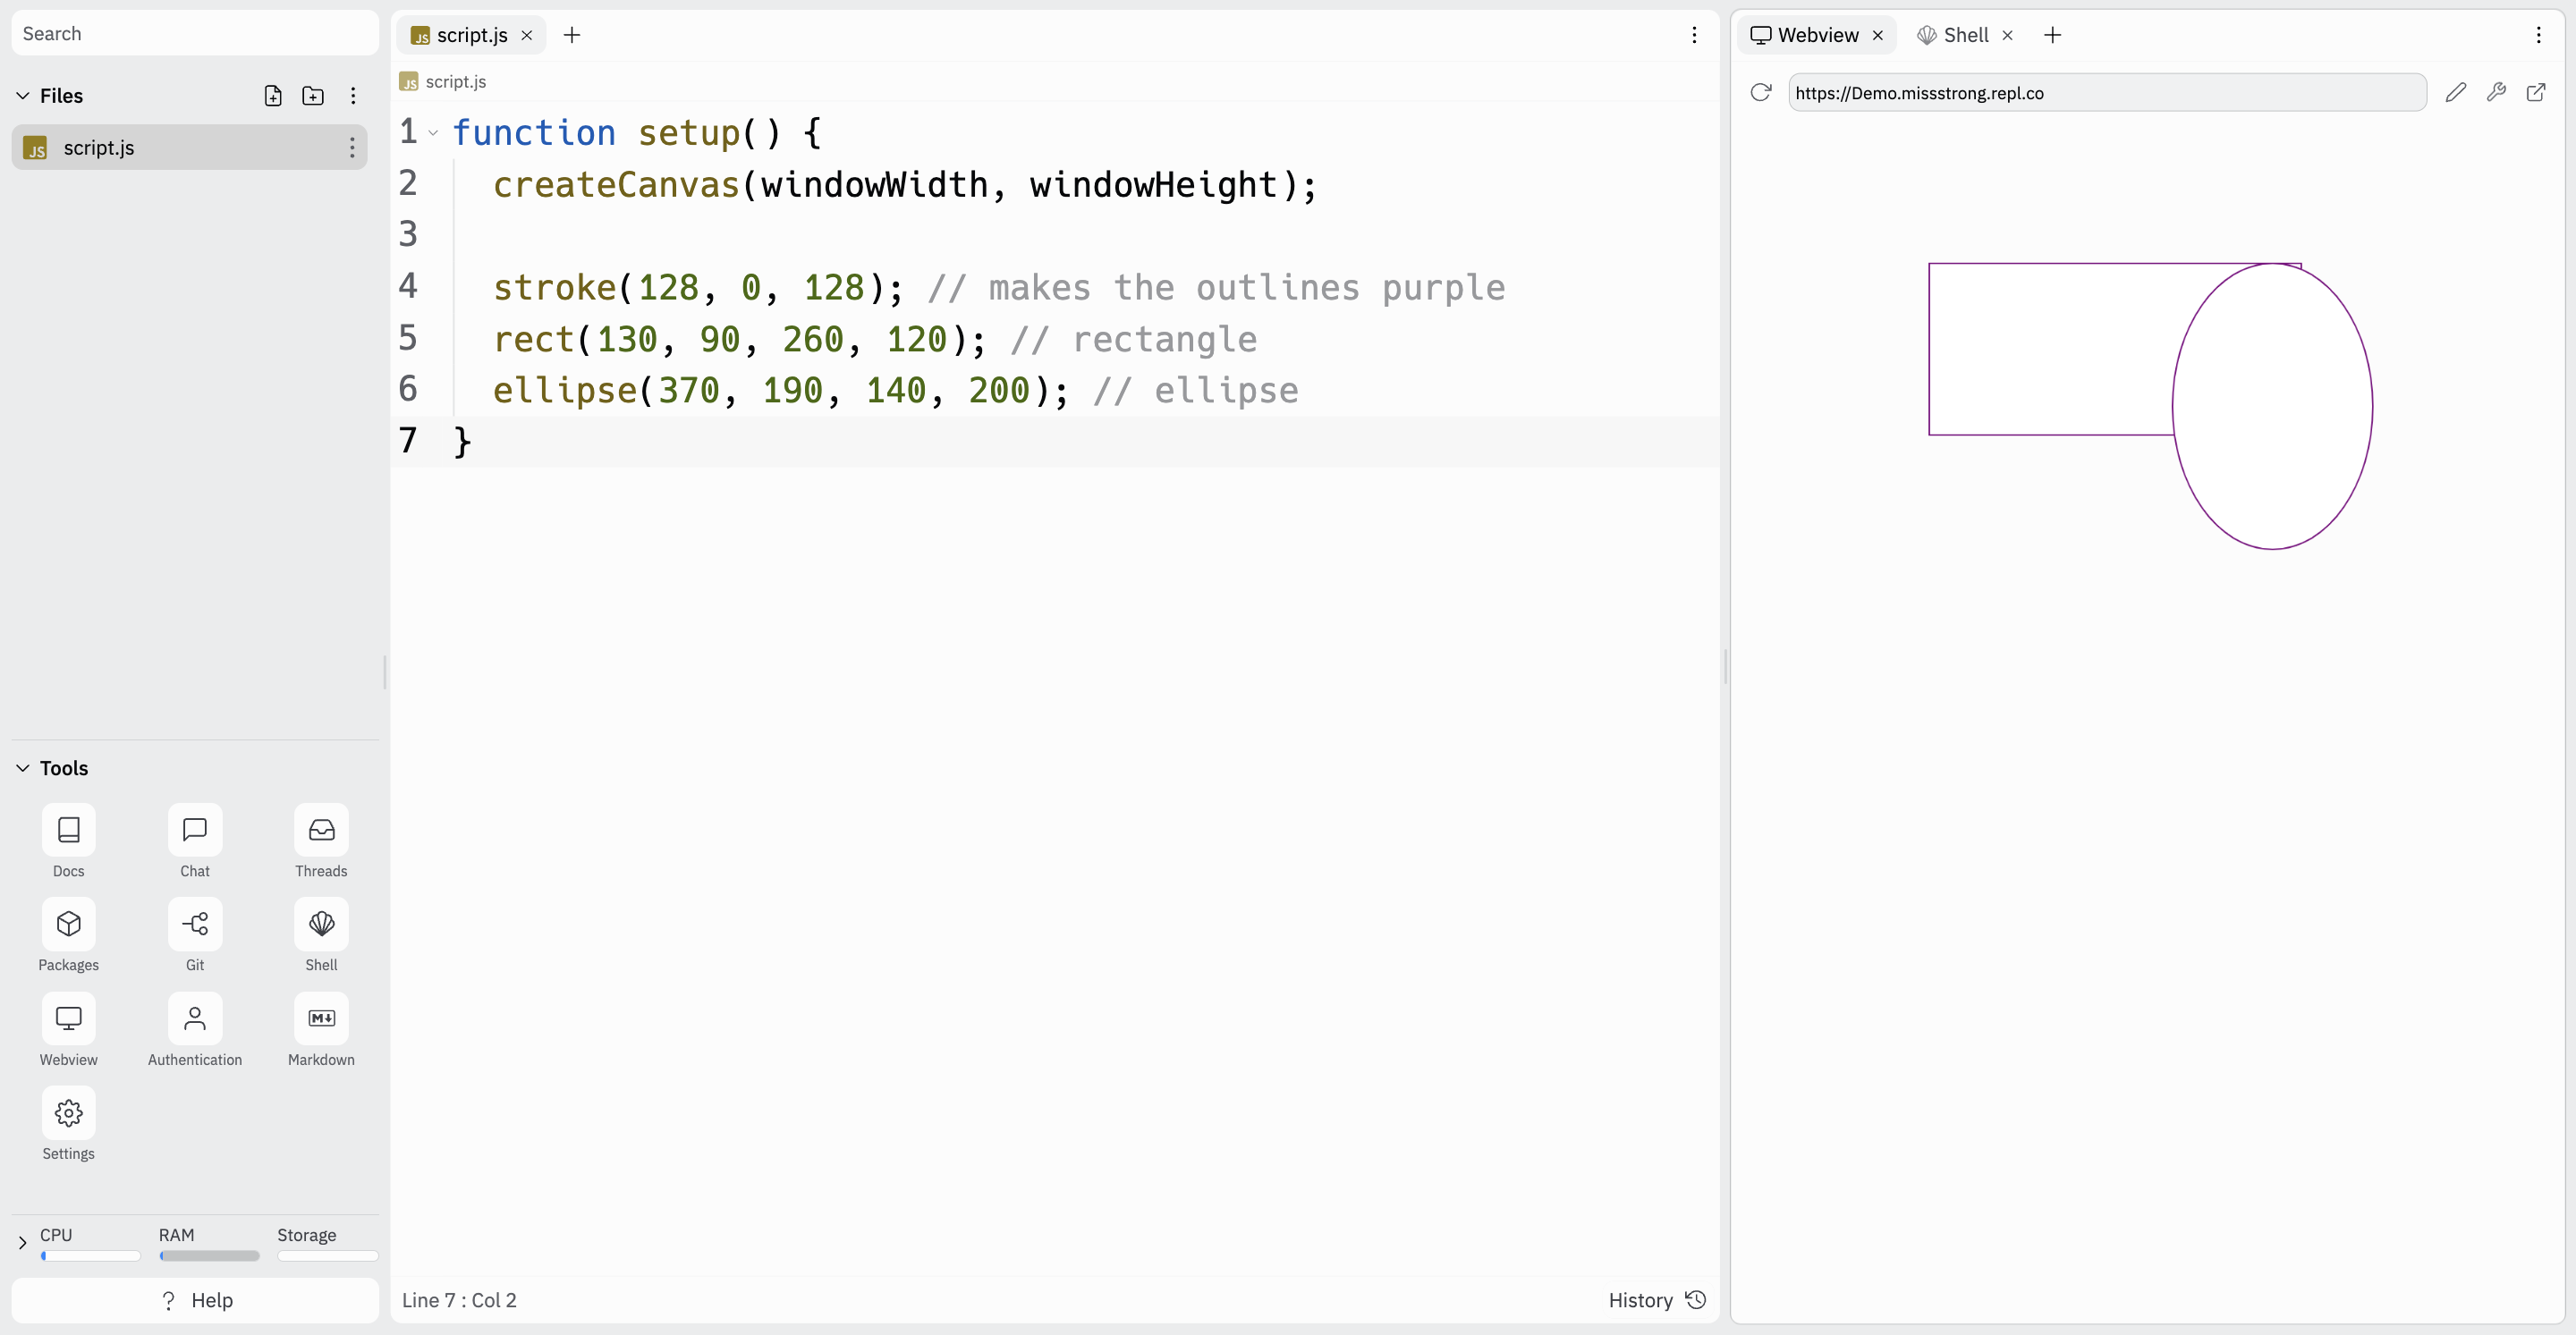 Search
Files
script.js
Tools
Docs Chat Threads
Packages Git Shell
Webview Authentication Markdown
Settings
CPU RAM Storage
? Help
JS script.js
JS script.js
1 function setup() {
2 createCanvas(windowWidth, windowHeight);
3
4 stroke(128, 0, 128); // makes the outlines purple
5 rect(130, 90, 260, 120); // rectangle
6 ellipse(370, 190, 140, 200); // ellipse
7 }
Line 7 : Col 2 History
Webview Shell
https://Demo.missstrong.repl.co